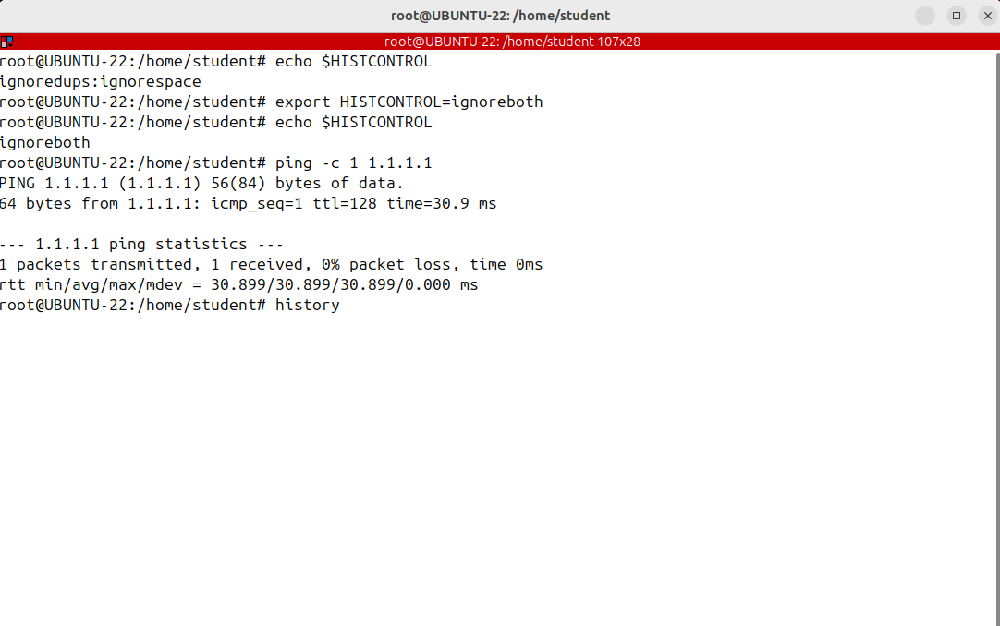 root@UBUNTU-22: /home/student
root@UBUNTU-22: /home/student 107x28
root@UBUNTU-22:/home/student# echo $HISTCONTROL
ignoredups:ignorespace
root@UBUNTU-22:/home/student# export HISTCONTROL=ignoreboth
root@UBUNTU-22:/home/student# echo $HISTCONTROL
ignoreboth
root@UBUNTU-22:/home/student# ping -c 1 1.1.1.1
PING 1.1.1.1 (1.1.1.1) 56(84) bytes of data.
64 bytes from 1.1.1.1: icmp_seq=1 ttl=128 time=30.9 ms
--- 1.1.1.1 ping statistics ---
1 packets transmitted, 1 received, 0% packet loss, time 0ms
rtt min/avg/max/mdev = 30.899/30.899/30.899/0.000 ms
root@UBUNTU-22:/home/student# history